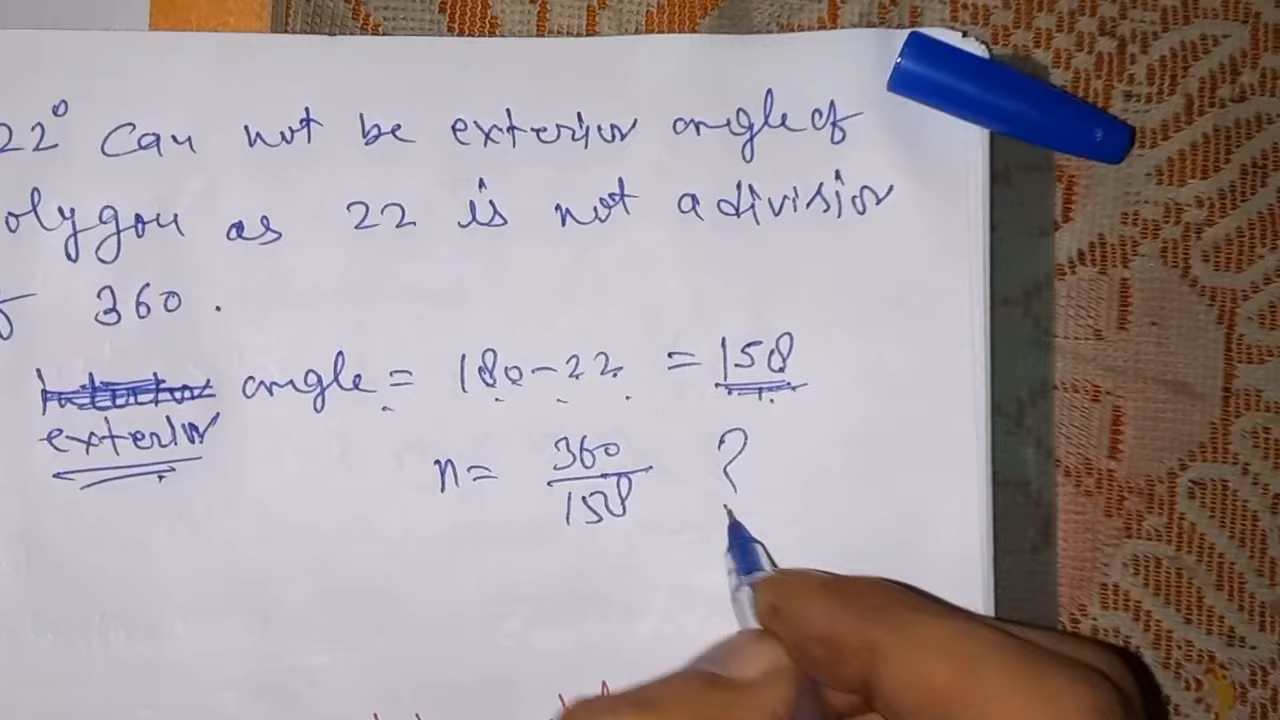 22° Can not be exterior angle of
olygon as 22 is not a divisior
f 360 .
angle = 180-22 = 158
exterior
n= 360/158 ?